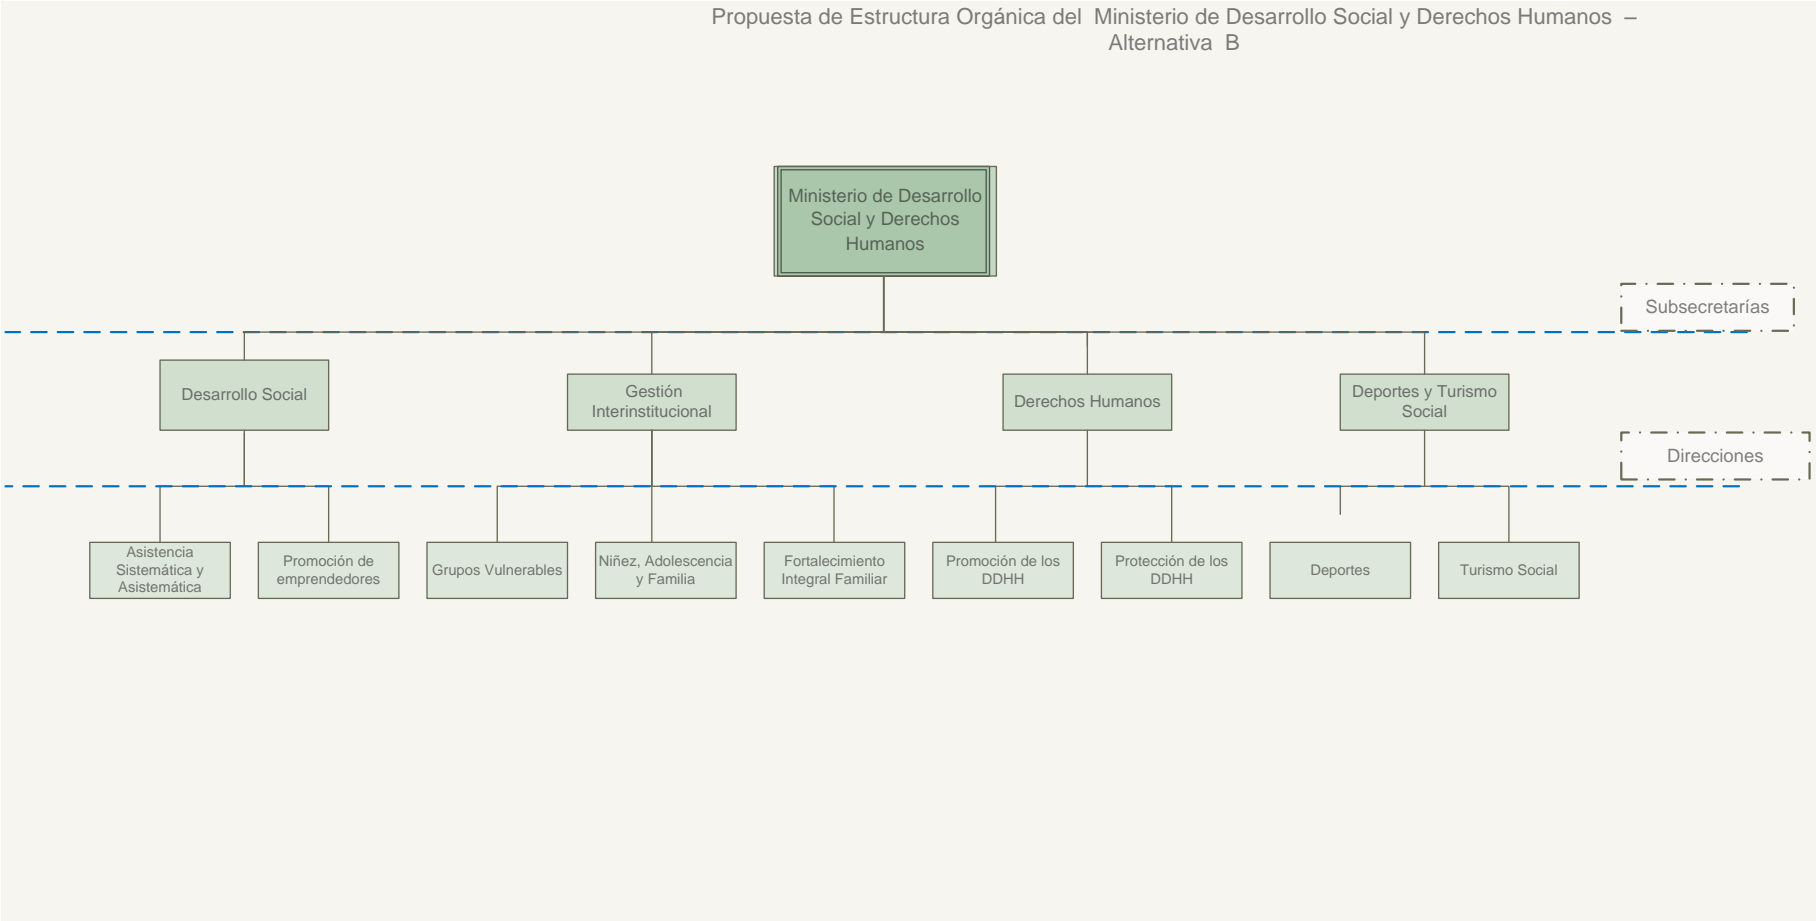 Propuesta de Estructura Orgánica del Ministerio de Desarrollo Social y Derechos Humanos –
Alternativa B
Ministerio de Desarrollo
Social y Derechos
Humanos
Subsecretarías
Desarrollo Social
Gestión
Interinstitucional
Derechos Humanos
Deportes y Turismo
Social
Direcciones
Asistencia
Sistemática y
Asistemática
Promoción de
emprendedores
Grupos Vulnerables
Niñez, Adolescencia
y Familia
Fortalecimiento
Integral Familiar
Promoción de los
DDHH
Protección de los
DDHH
Deportes
Turismo Social